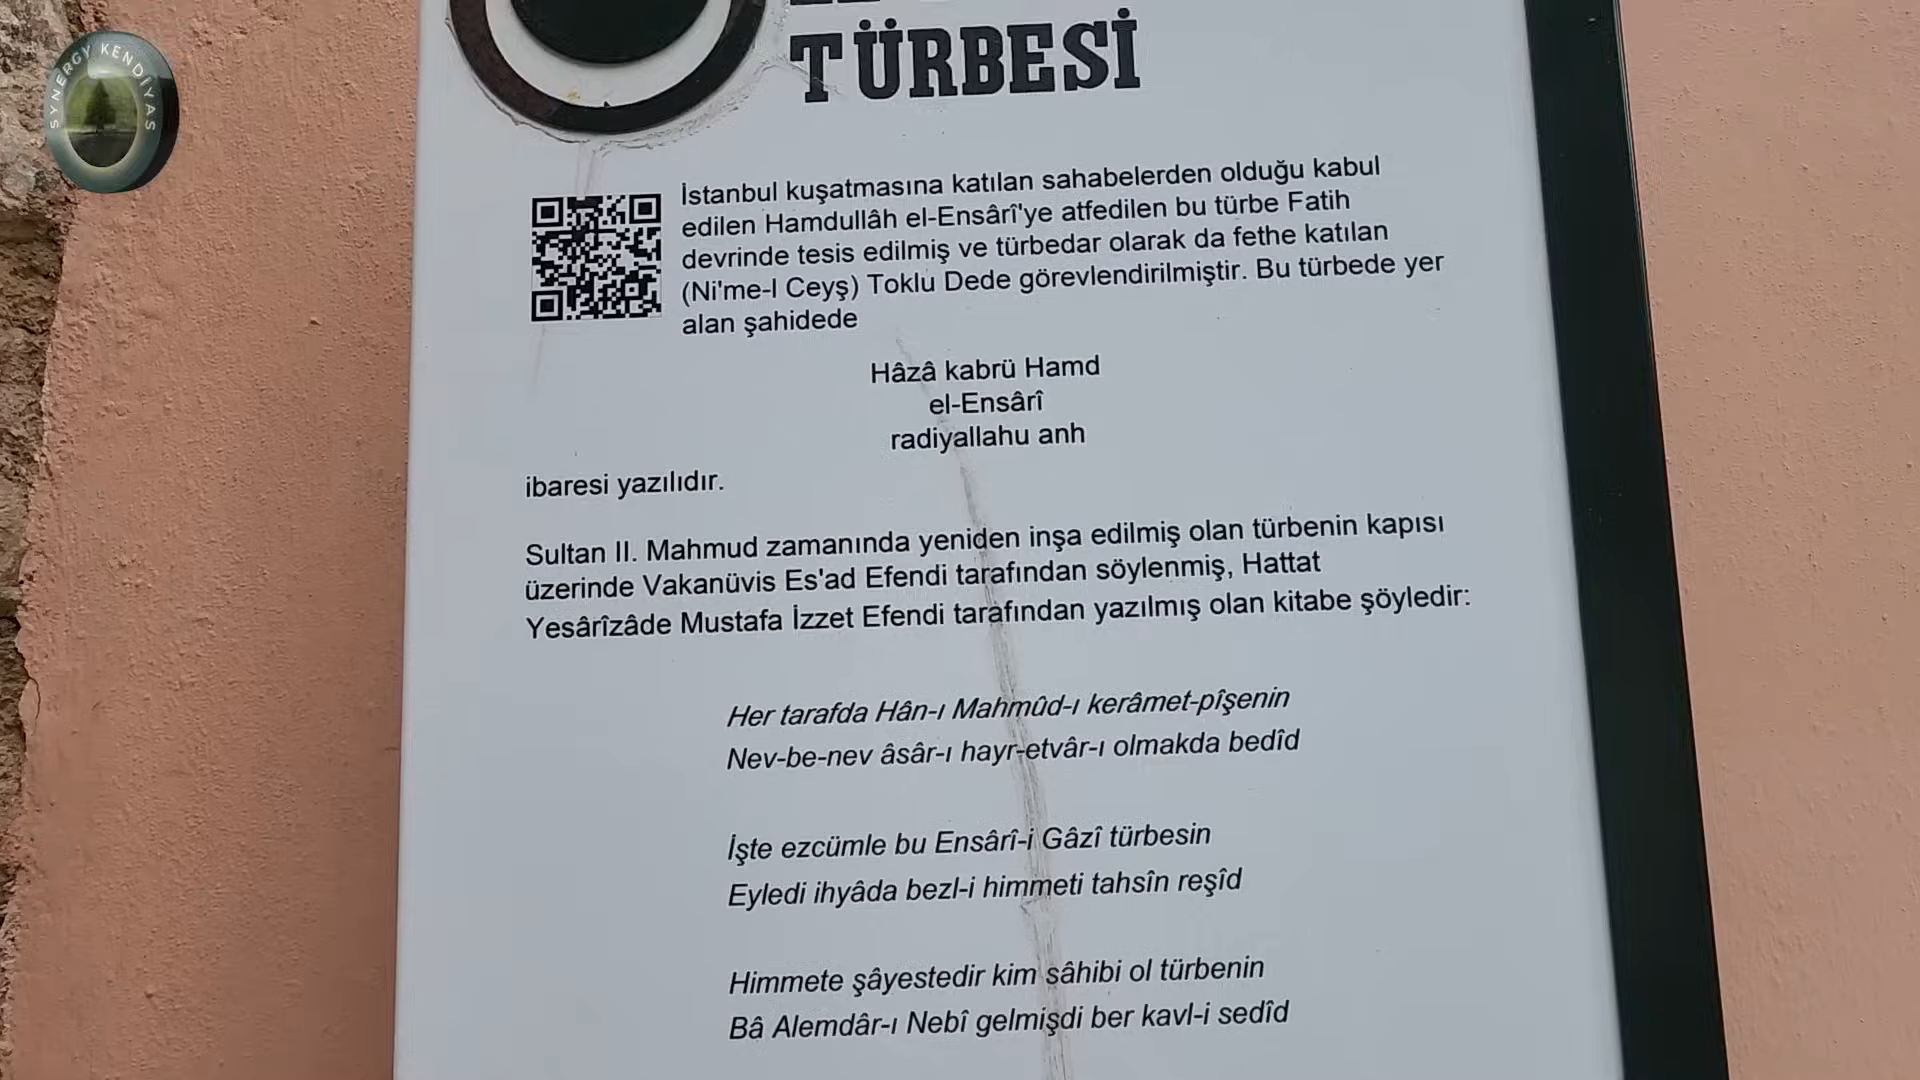 SYNERGY KENDİYAS
TÜRBESİ
İstanbul kuşatmasına katılan sahabelerden olduğu kabul
edilen Hamdullâh el-Ensârî'ye atfedilen bu türbe Fatih
devrinde tesis edilmiş ve türbedar olarak da fethe katılan
(Ni'me-l Ceyş) Toklu Dede görevlendirilmiştir. Bu türbede yer
alan şahidede
Hâzâ kabrü Hamd
el-Ensârî
radiyallahu anh
ibaresi yazılıdır.
Sultan II. Mahmud zamanında yeniden inşa edilmiş olan türbenin kapısı
üzerinde Vakanüvis Es'ad Efendi tarafından söylenmiş, Hattat
Yesârîzâde Mustafa İzzet Efendi tarafından yazılmış olan kitabe şöyledir:
Her tarafda Hân-ı Mahmûd-ı kerâmet-pîşenin
Nev-be-nev âsâr-ı hayr-etvâr-ı olmakda bedîd
İşte ezcümle bu Ensârî-i Gâzî türbesin
Eyledi ihyâda bezl-i himmeti tahsîn reşîd
Himmete şâyestedir kim sâhibi ol türbenin
Bâ Alemdâr-ı Nebî gelmişdi ber kavl-i sedîd